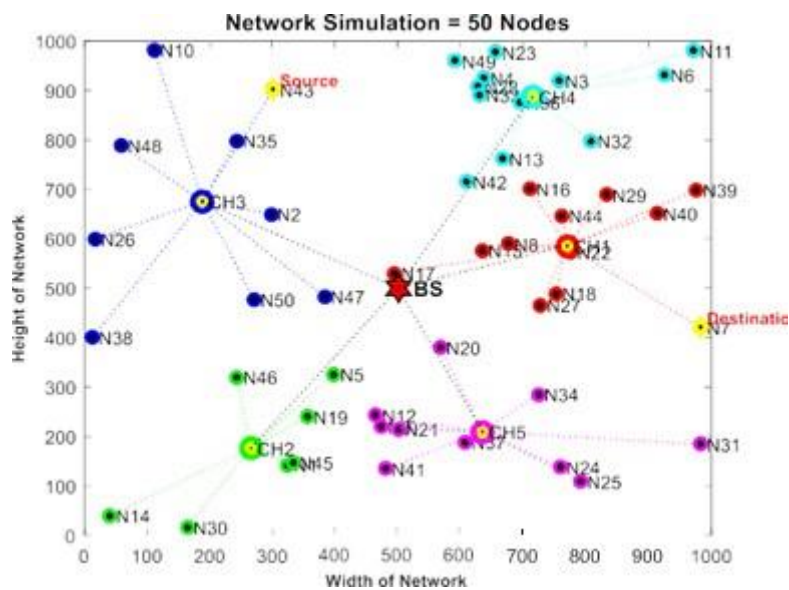 Network Simulation = 50 Nodes
Height of Network
1000
900
800
700
600
500
400
300
200
100
0
N10
N23
N11
N49
N4
N3
N6
Source
N43
CH4
N35
N32
N48
N13
N42
N16
N29
N39
CH3
N2
N44
N40
N26
N8
CH1
N22
N17
BS
N50
N47
N18
N27
N38
Destinatio
N7
N20
N46
N5
N34
N19
N12
N21
CH5
CH2
N37
N31
N45
N41
N24
N25
N14
N30
0 100 200 300 400 500 600 700 800 900 1000
Width of Network